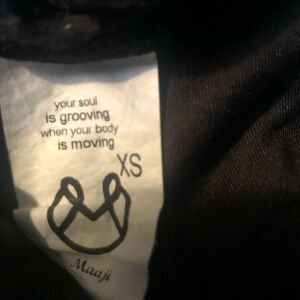 your soul
is grooving
when your body
is moving
XS
Maaji